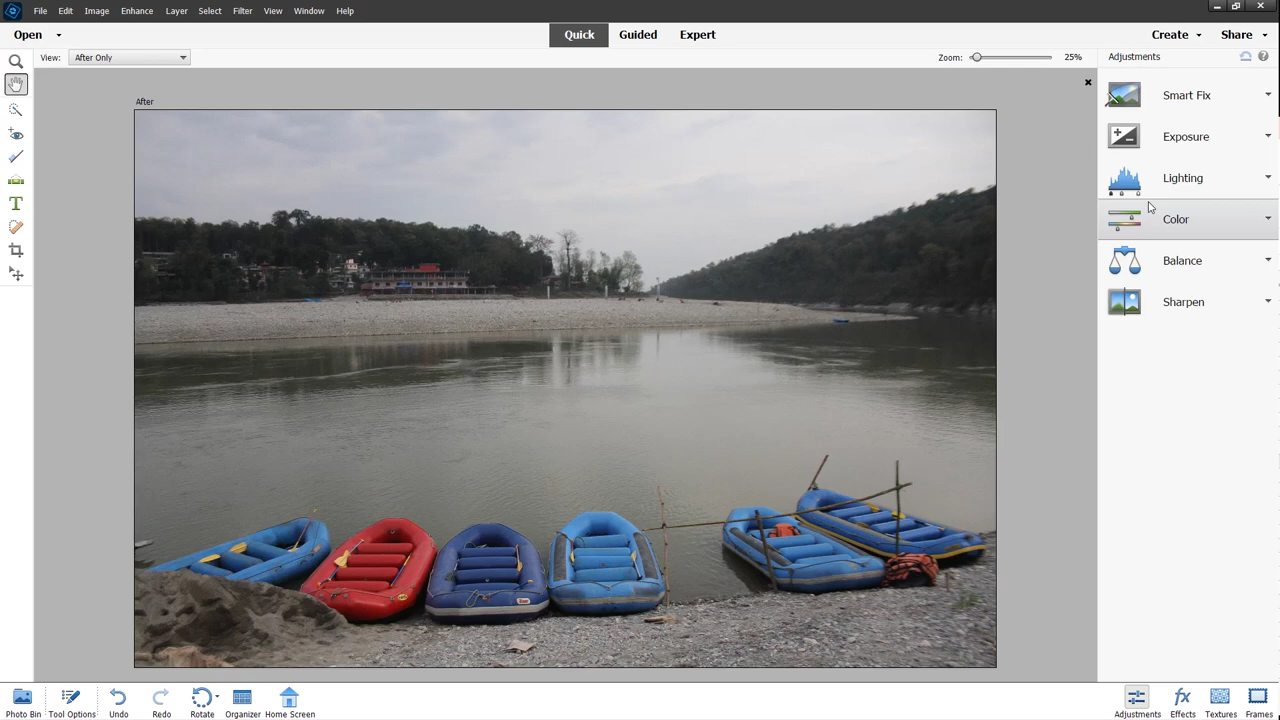 File Edit Image Enhance Layer Select Filter View Window Help
Open Quick Guided Expert Create Share
View: After Only Zoom: 25% Adjustments
After
Smart Fix
Exposure
Lighting
Color
Balance
Sharpen
Photo Bin Tool Options Undo Redo Rotate Organizer Home Screen Adjustments Effects Textures Frames